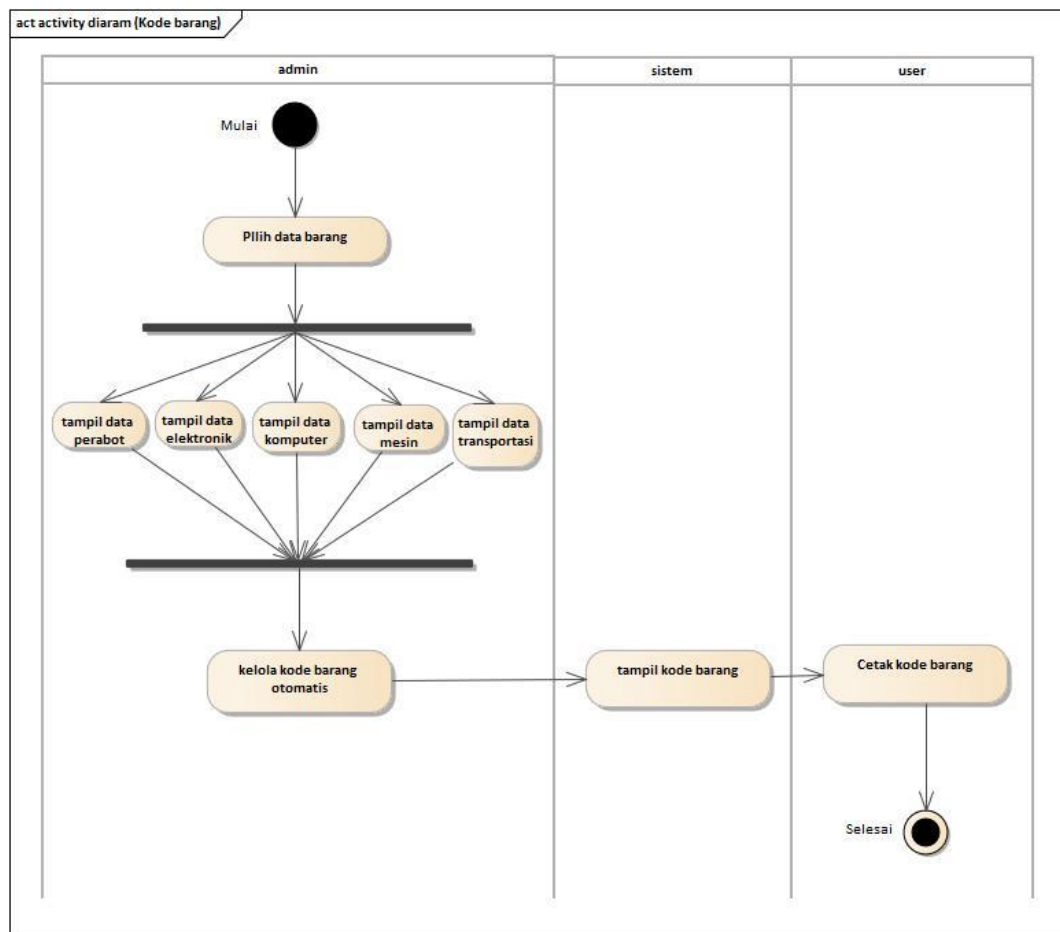 act activity diaram (Kode barang)
admin
sistem
user
Mulai
PIlih data barang
tampil data
perabot
tampil data
elektronik
tampil data
komputer
tampil data
mesin
tampil data
transportasi
kelola kode barang
otomatis
tampil kode barang
Cetak kode barang
Selesai